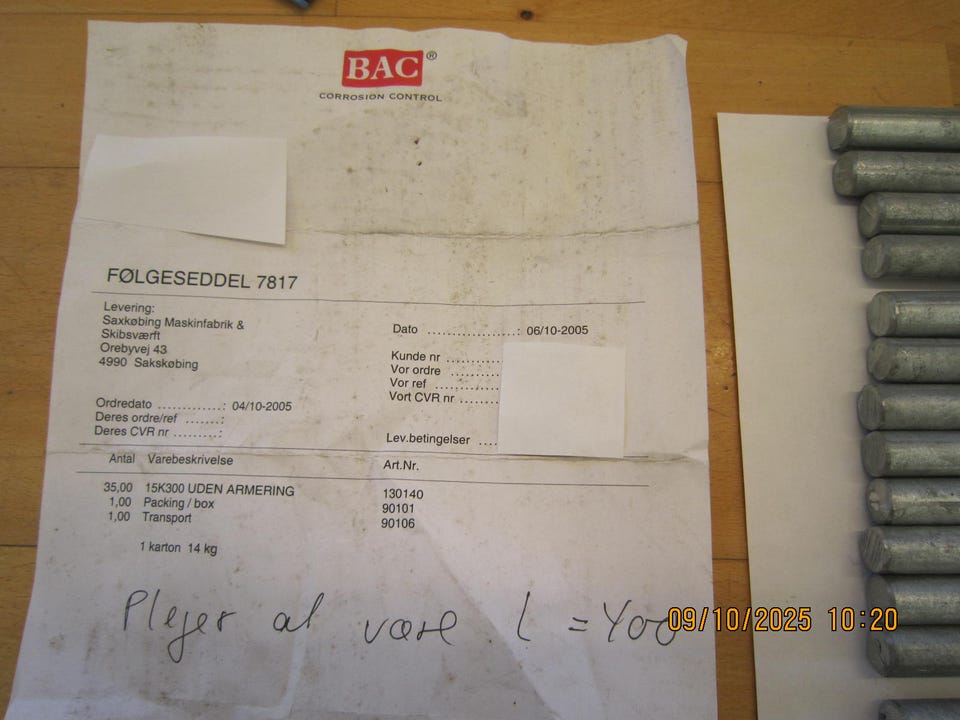 BAC®
CORROSION CONTROL
FØLGESEDDEL 7817
Levering:
Saxkøbing Maskinfabrik &
Skibsværft
Orebyvej 43
4990 Sakskøbing
Dato ...................: 06/10-2005
Kunde nr ...........
Vor ordre ..........
Vor ref .............
Vort CVR nr ........
Ordredato ..............: 04/10-2005
Deres ordre/ref .......:
Deres CVR nr .........:
Lev.betingelser ....
Antal Varebeskrivelse Art.Nr.
35,00 15K300 UDEN ARMERING 130140
1,00 Packing / box 90101
1,00 Transport 90106
1 karton 14 kg
Plejer at være l = 400
09/10/2025 10:20